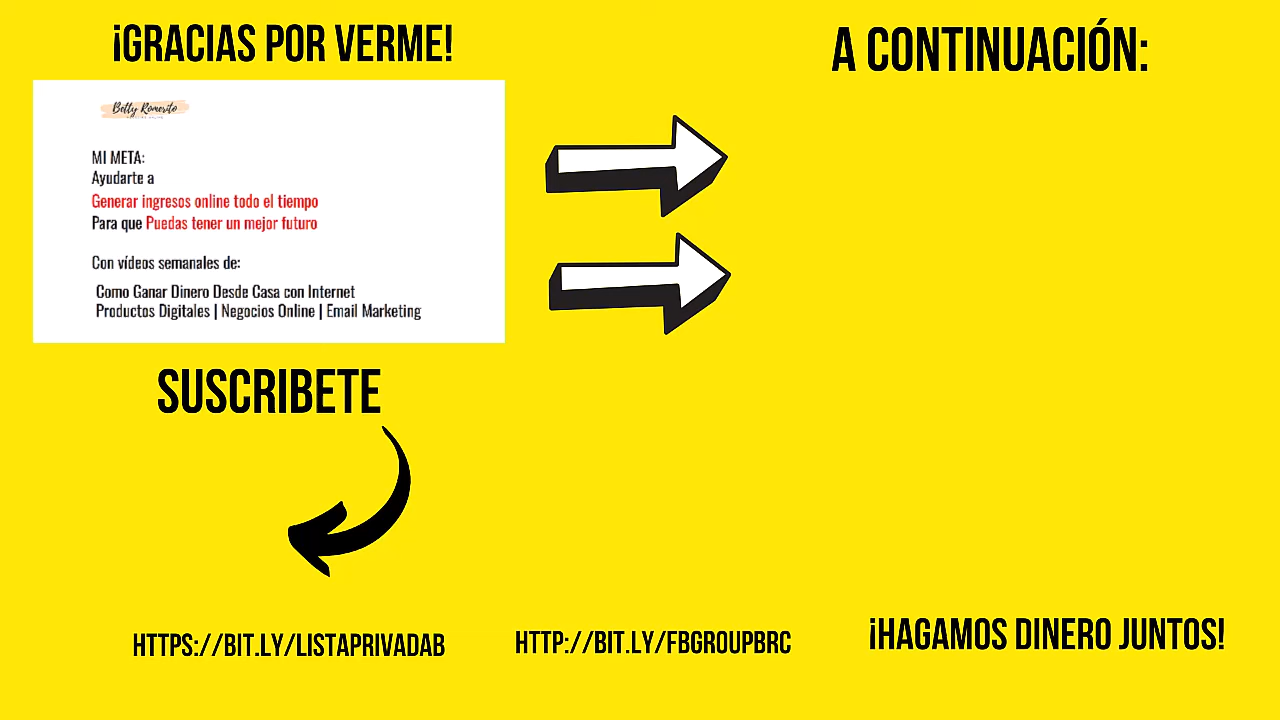 ¡GRACIAS POR VERME!
A CONTINUACIÓN:
Betty Romerito
MI META:
Ayudarte a
Generar ingresos online todo el tiempo
Para que Puedas tener un mejor futuro
Con vídeos semanales de:
Como Ganar Dinero Desde Casa con Internet
Productos Digitales | Negocios Online | Email Marketing
SUSCRIBETE
HTTPS://BIT.LY/LISTAPRIVADAB
HTTP://BIT.LY/FBGROUPBRC
¡HAGAMOS DINERO JUNTOS!